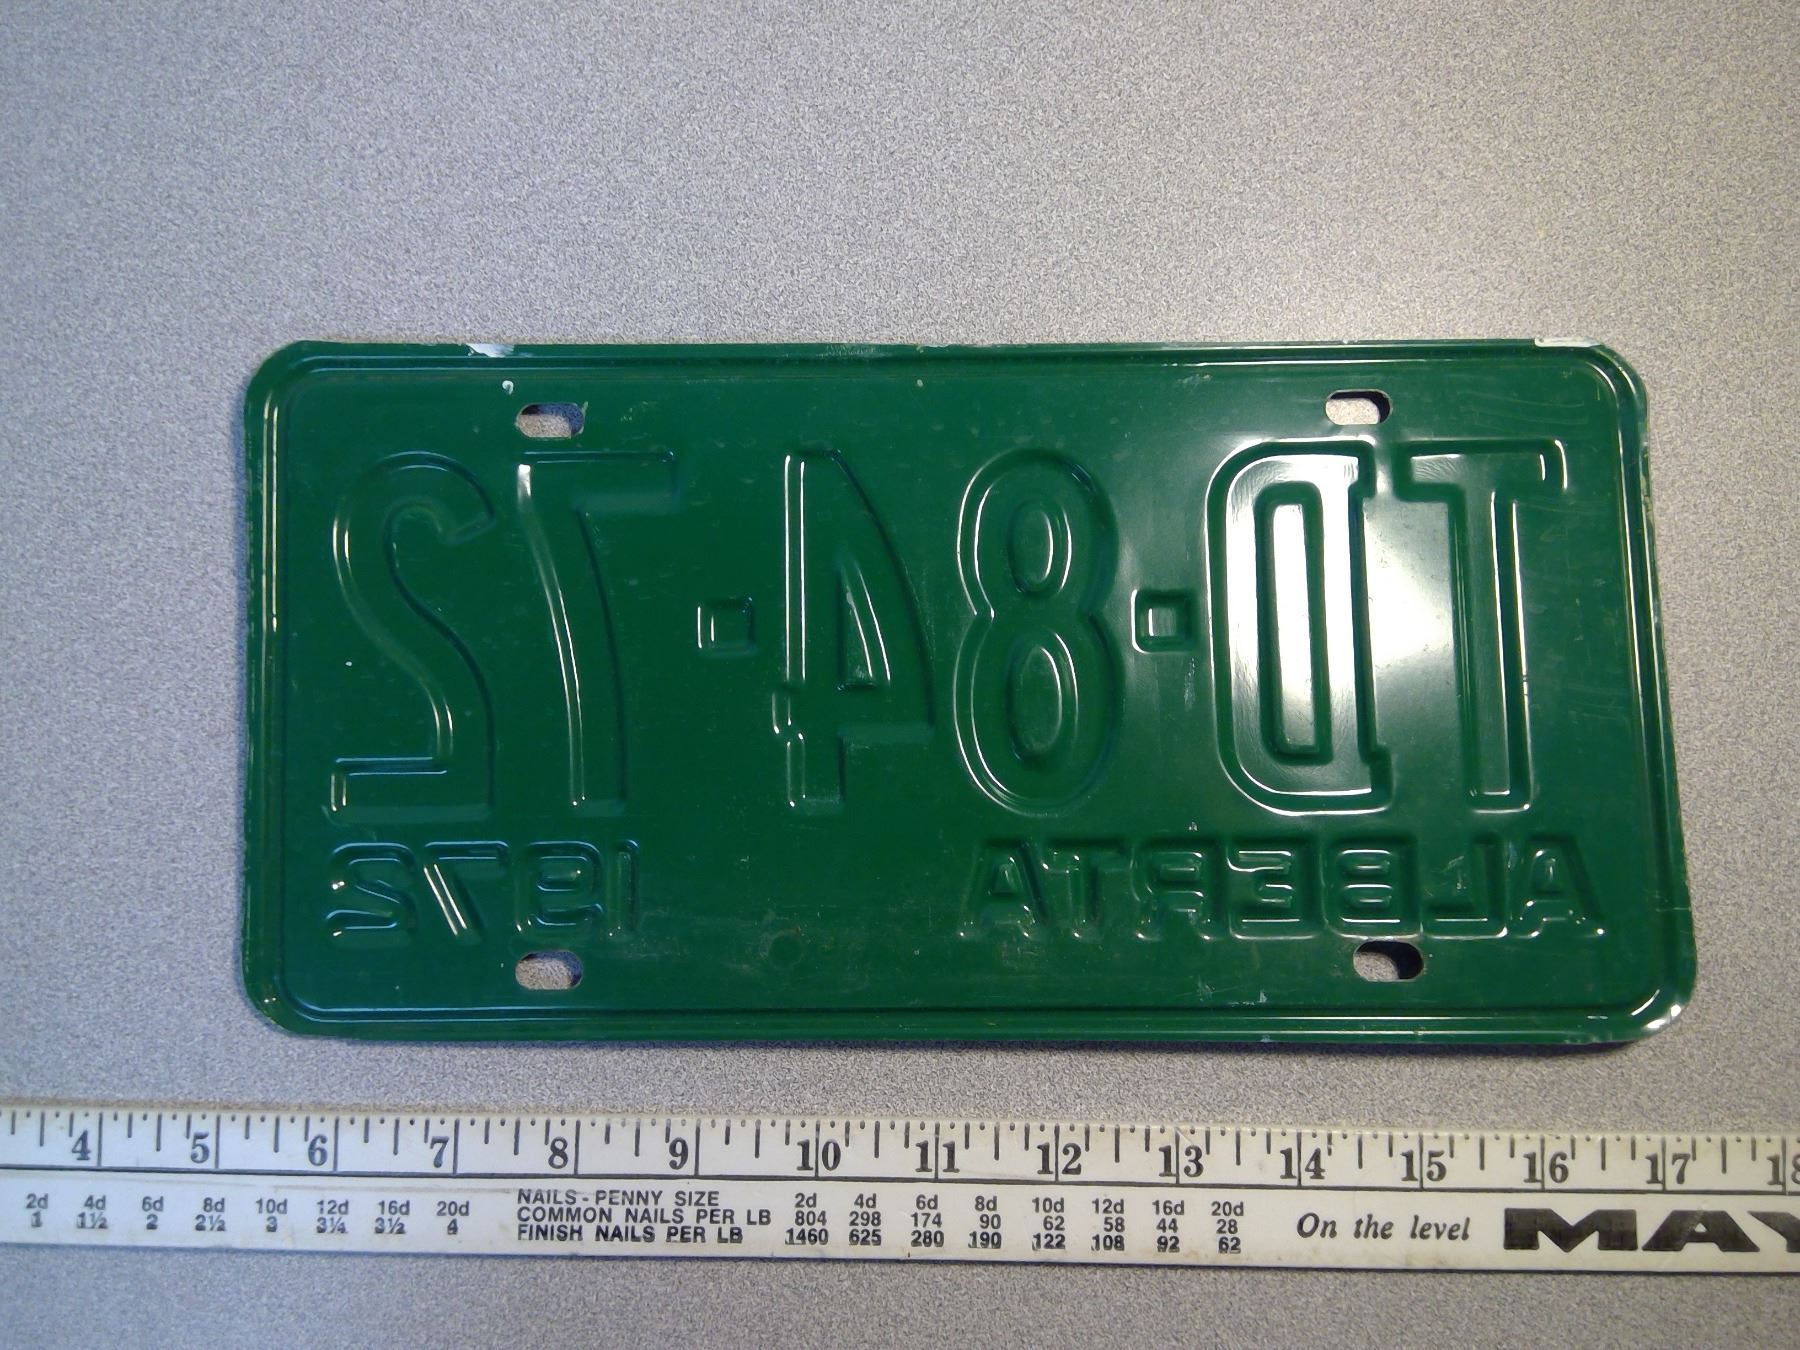 TD·84·72
ALBERTA 1972
4 5 6 7 8 9 10 11 12 13 14 15 16 17 18
2d 4d 6d 8d 10d 12d 16d 20d NAILS - PENNY SIZE 2d 4d 6d 8d 10d 12d 16d 20d
1 1½ 2 2½ 3 3¼ 3½ 4 COMMON NAILS PER LB 804 298 174 90 62 58 44 28 On the level MAY
FINISH NAILS PER LB 1460 625 280 190 122 108 92 62